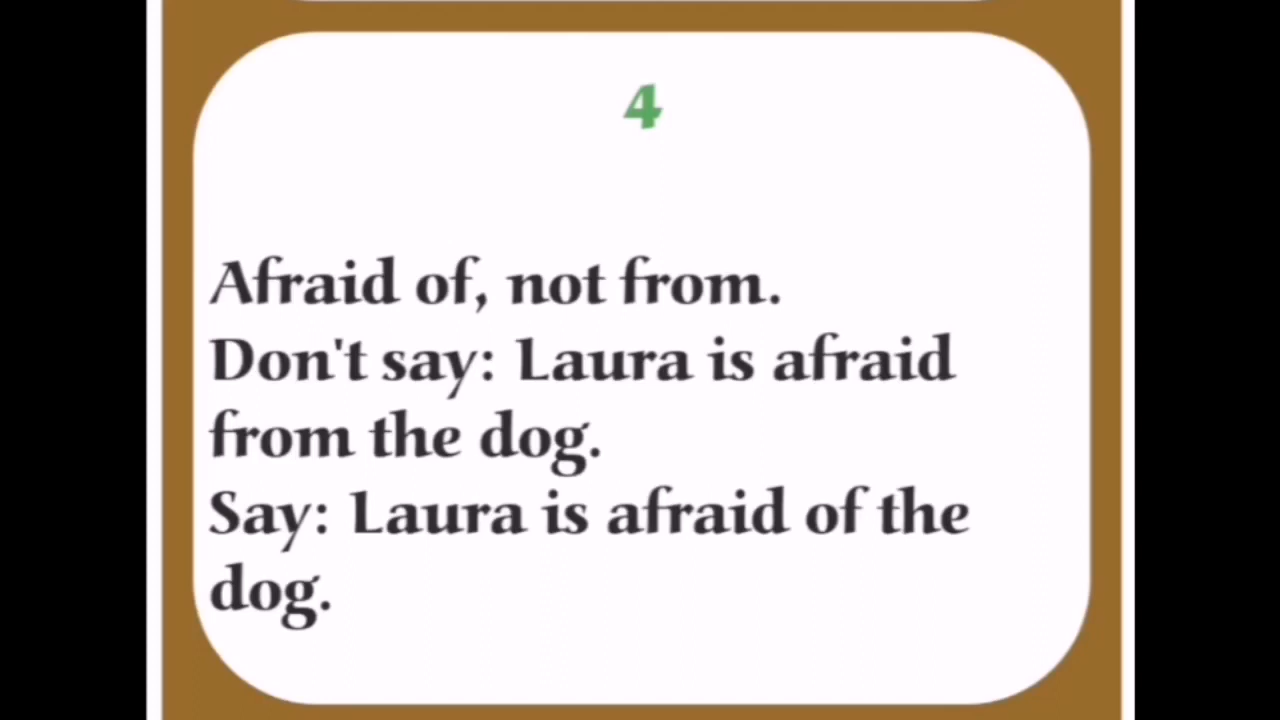 4
Afraid of, not from.
Don't say: Laura is afraid
from the dog.
Say: Laura is afraid of the
dog.